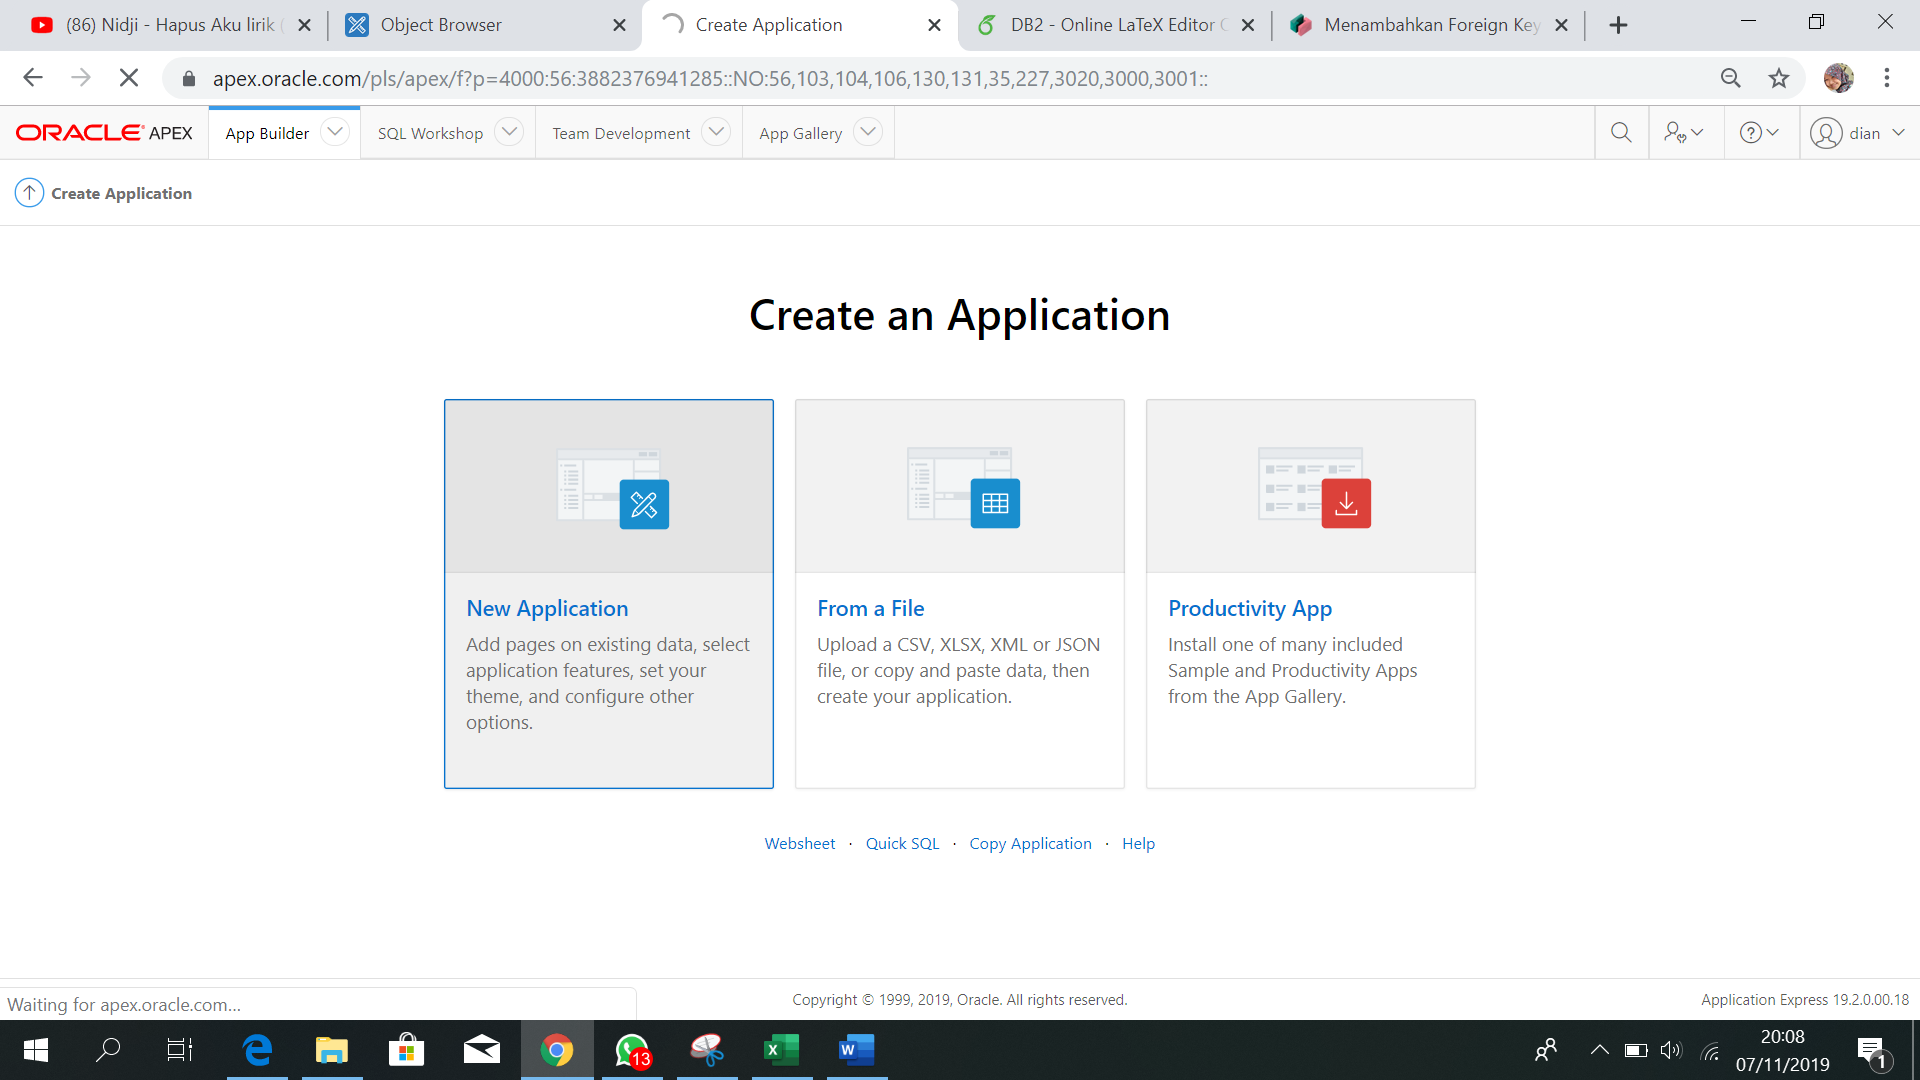 (86) Nidji - Hapus Aku lirik (
Object Browser
Create Application
DB2 - Online LaTeX Editor
Menambahkan Foreign Key
apex.oracle.com/pls/apex/f?p=4000:56:3882376941285::NO:56,103,104,106,130,131,35,227,3020,3000,3001::
ORACLE APEX
App Builder
SQL Workshop
Team Development
App Gallery
dian
Create Application
Create an Application
New Application
Add pages on existing data, select
application features, set your
theme, and configure other
options.
From a File
Upload a CSV, XLSX, XML or JSON
file, or copy and paste data, then
create your application.
Productivity App
Install one of many included
Sample and Productivity Apps
from the App Gallery.
Websheet · Quick SQL · Copy Application · Help
Waiting for apex.oracle.com...
Copyright © 1999, 2019, Oracle. All rights reserved.
Application Express 19.2.0.00.18
13
20:08
07/11/2019
1